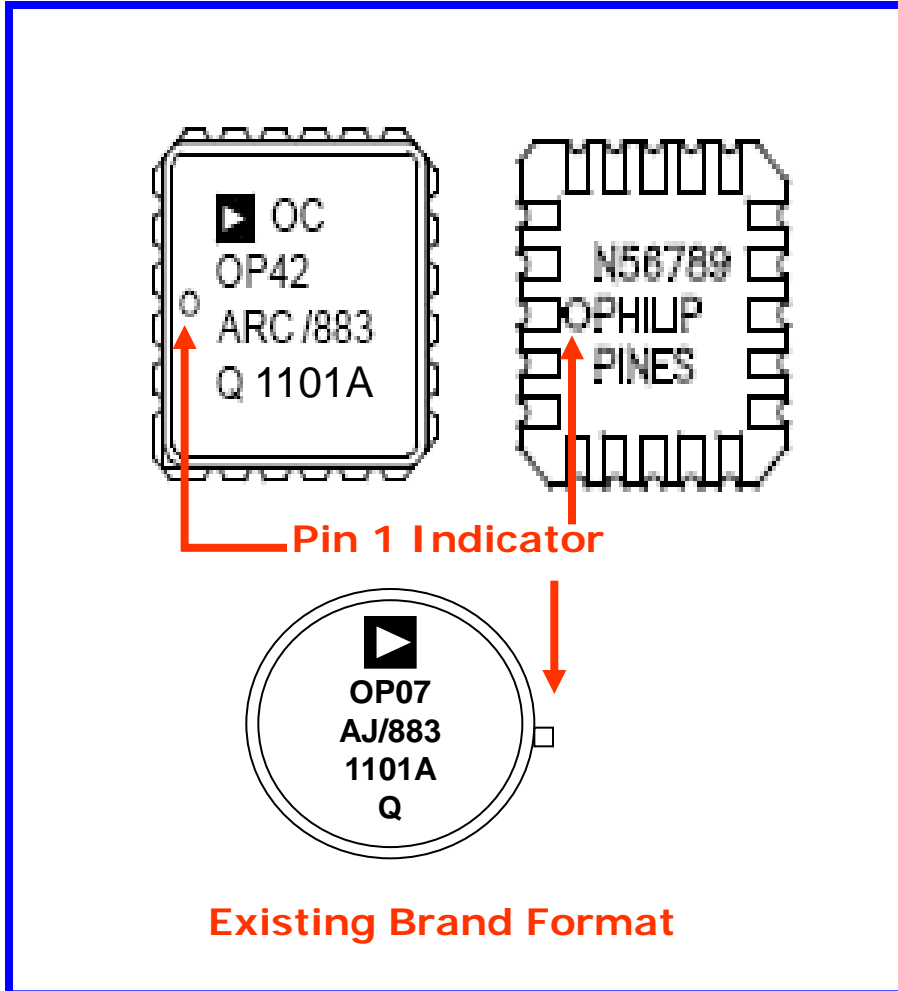 OC
OP42
ARC /883
Q 1101A
N56789
PHILIP
PINES
Pin 1 Indicator
OP07
AJ/883
1101A
Q
Existing Brand Format